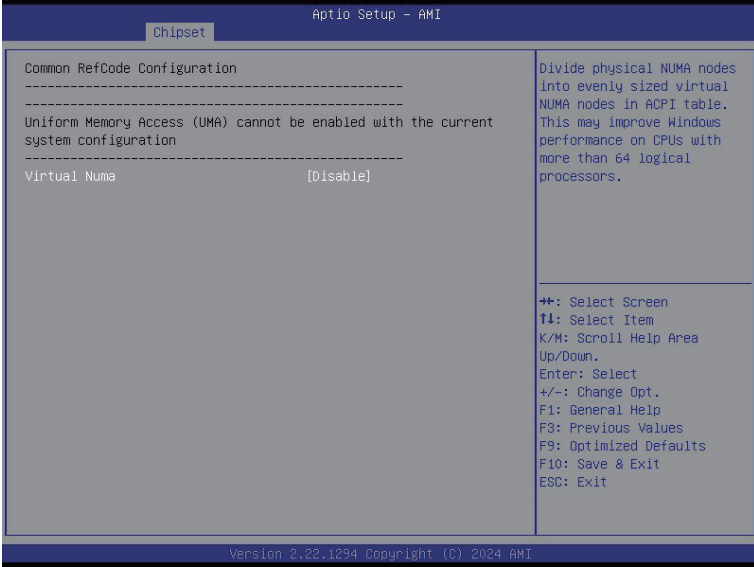 Aptio Setup – AMI
Chipset
Common RefCode Configuration
--------------------------------------------------
--------------------------------------------------
Uniform Memory Access (UMA) cannot be enabled with the current
system configuration
--------------------------------------------------
Virtual Numa [Disable]
Divide physical NUMA nodes
into evenly sized virtual
NUMA nodes in ACPI table.
This may improve Windows
performance on CPUs with
more than 64 logical
processors.
→←: Select Screen
↑↓: Select Item
K/M: Scroll Help Area
Up/Down.
Enter: Select
+/-: Change Opt.
F1: General Help
F3: Previous Values
F9: Optimized Defaults
F10: Save & Exit
ESC: Exit
Version 2.22.1294 Copyright (C) 2024 AMI